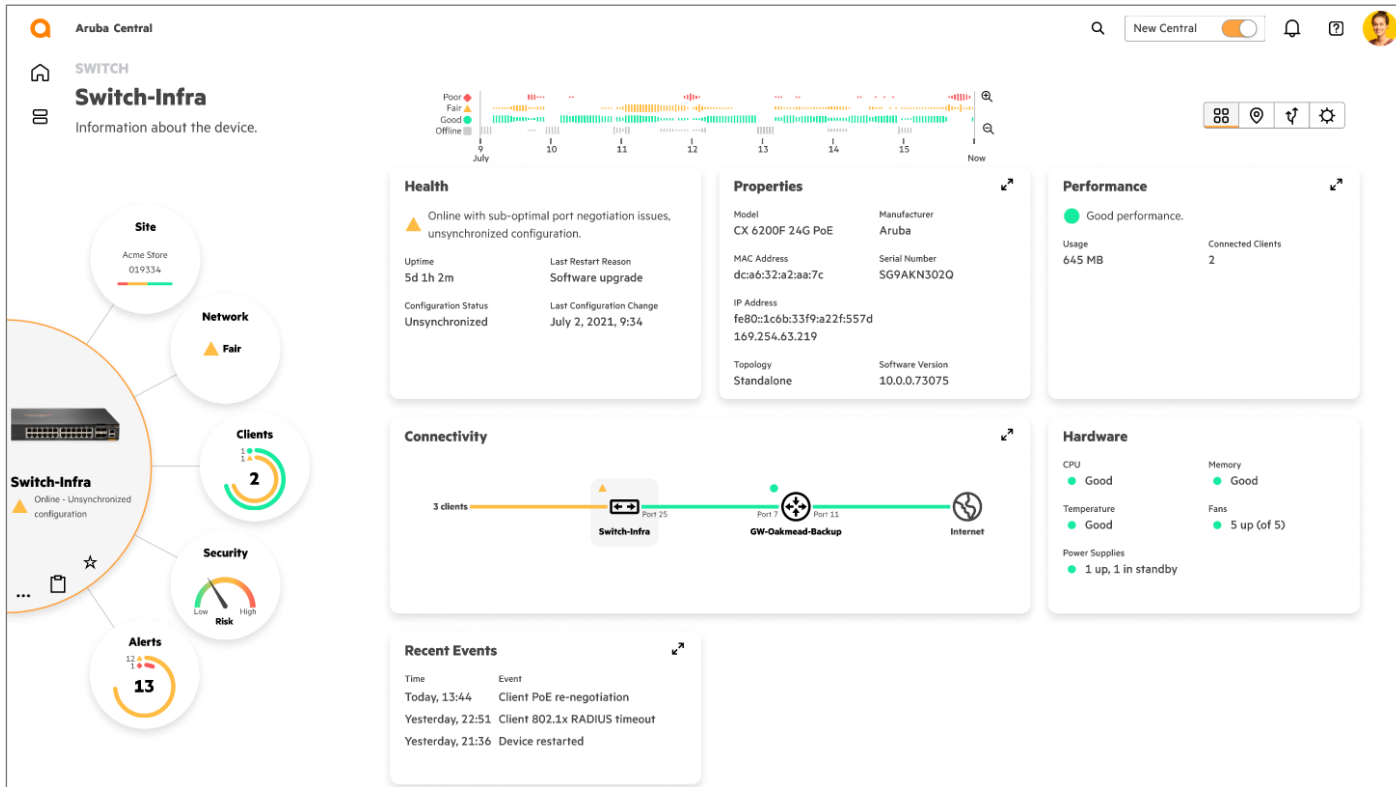 Aruba Central
New Central
SWITCH
Switch-Infra
Information about the device.
Poor
Fair
Good
Offline
9 10 11 12 13 14 15
July Now
Site
Acme Store
019334
Network
Fair
Clients
1
1
2
Switch-Infra
Online - Unsynchronized
configuration
...
Security
Low High
Risk
Alerts
12
1
13
Health
Online with sub-optimal port negotiation issues,
unsynchronized configuration.
Uptime Last Restart Reason
5d 1h 2m Software upgrade
Configuration Status Last Configuration Change
Unsynchronized July 2, 2021, 9:34
Properties
Model Manufacturer
CX 6200F 24G PoE Aruba
MAC Address Serial Number
dc:a6:32:a2:aa:7c SG9AKN302Q
IP Address
fe80::1c6b:33f9:a22f:557d
169.254.63.219
Topology Software Version
Standalone 10.0.0.73075
Performance
Good performance.
Usage Connected Clients
645 MB 2
Connectivity
3 clients
Port 25 Port 7 Port 11
Switch-Infra GW-Oakmead-Backup Internet
Hardware
CPU Memory
Good Good
Temperature Fans
Good 5 up (of 5)
Power Supplies
1 up, 1 in standby
Recent Events
Time Event
Today, 13:44 Client PoE re-negotiation
Yesterday, 22:51 Client 802.1x RADIUS timeout
Yesterday, 21:36 Device restarted